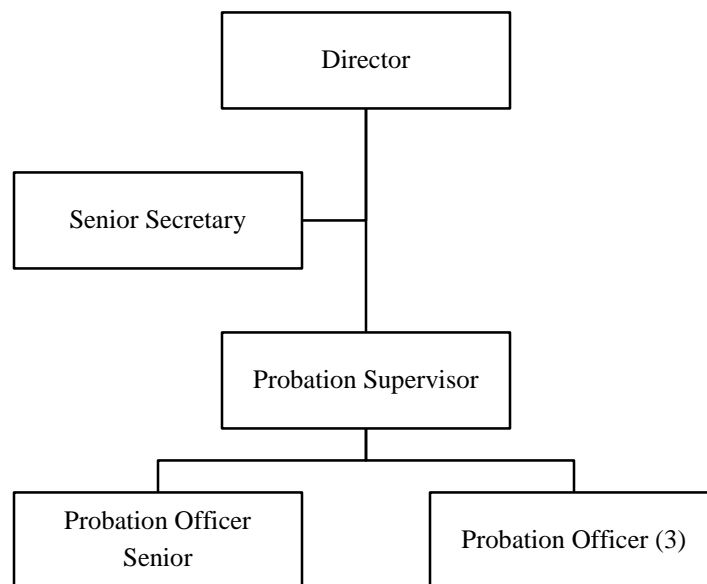 Director
Senior Secretary
Probation Supervisor
Probation Officer
Senior
Probation Officer (3)